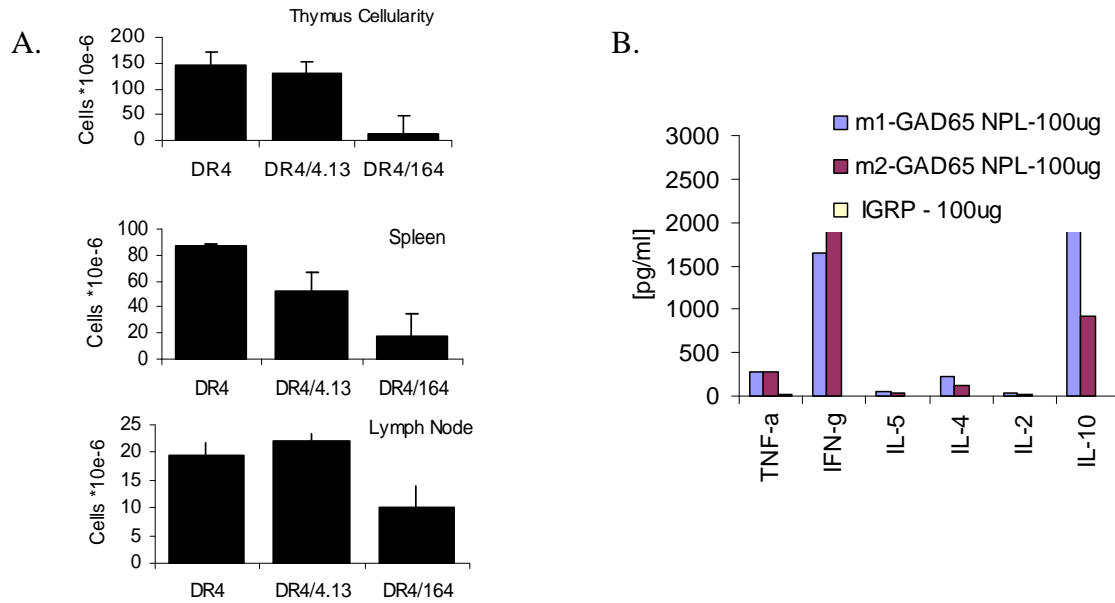 A.
Thymus Cellularity
Cells *10e-6
200
150
100
50
0
DR4
DR4/4.13
DR4/164
Spleen
Cells *10e-6
100
80
60
40
20
0
DR4
DR4/4.13
DR4/164
Lymph Node
Cells *10e-6
25
20
15
10
5
0
DR4
DR4/4.13
DR4/164
B.
m1-GAD65 NPL-100ug
m2-GAD65 NPL-100ug
IGRP - 100ug
[pg/ml]
3000
2500
2000
1500
1000
500
0
TNF-a
IFN-g
IL-5
IL-4
IL-2
IL-10